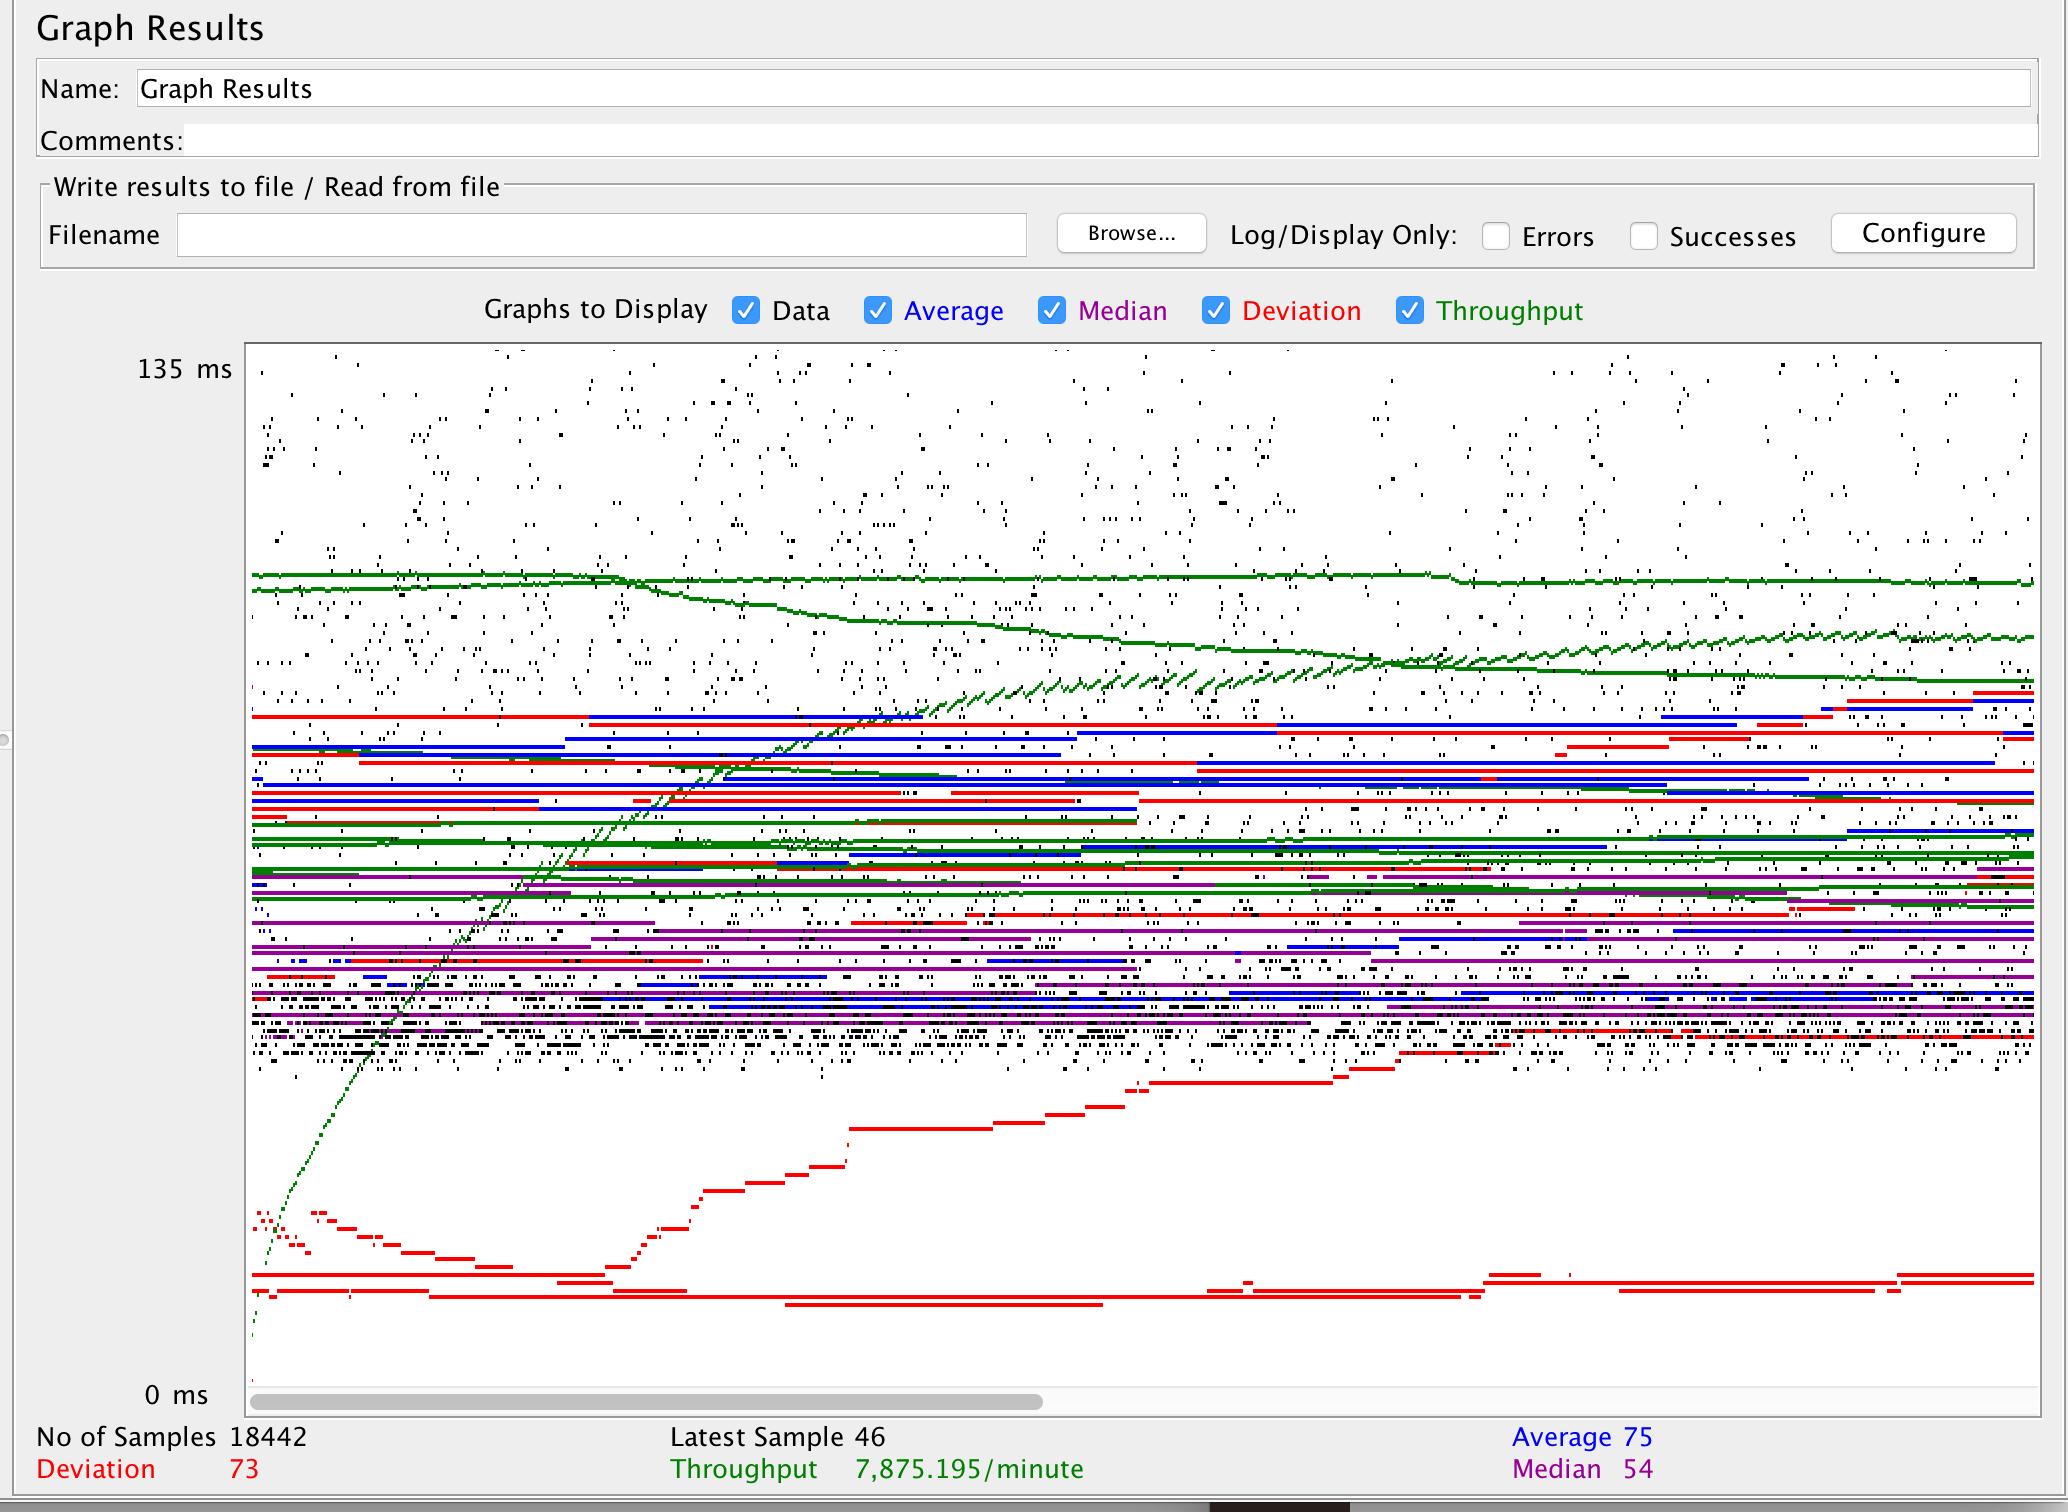 Graph Results
Name: Graph Results
Comments:
Write results to file / Read from file
Filename Browse... Log/Display Only: Errors Successes Configure
Graphs to Display Data Average Median Deviation Throughput
135 ms
0 ms
No of Samples 18442 Latest Sample 46 Average 75
Deviation 73 Throughput 7,875.195/minute Median 54